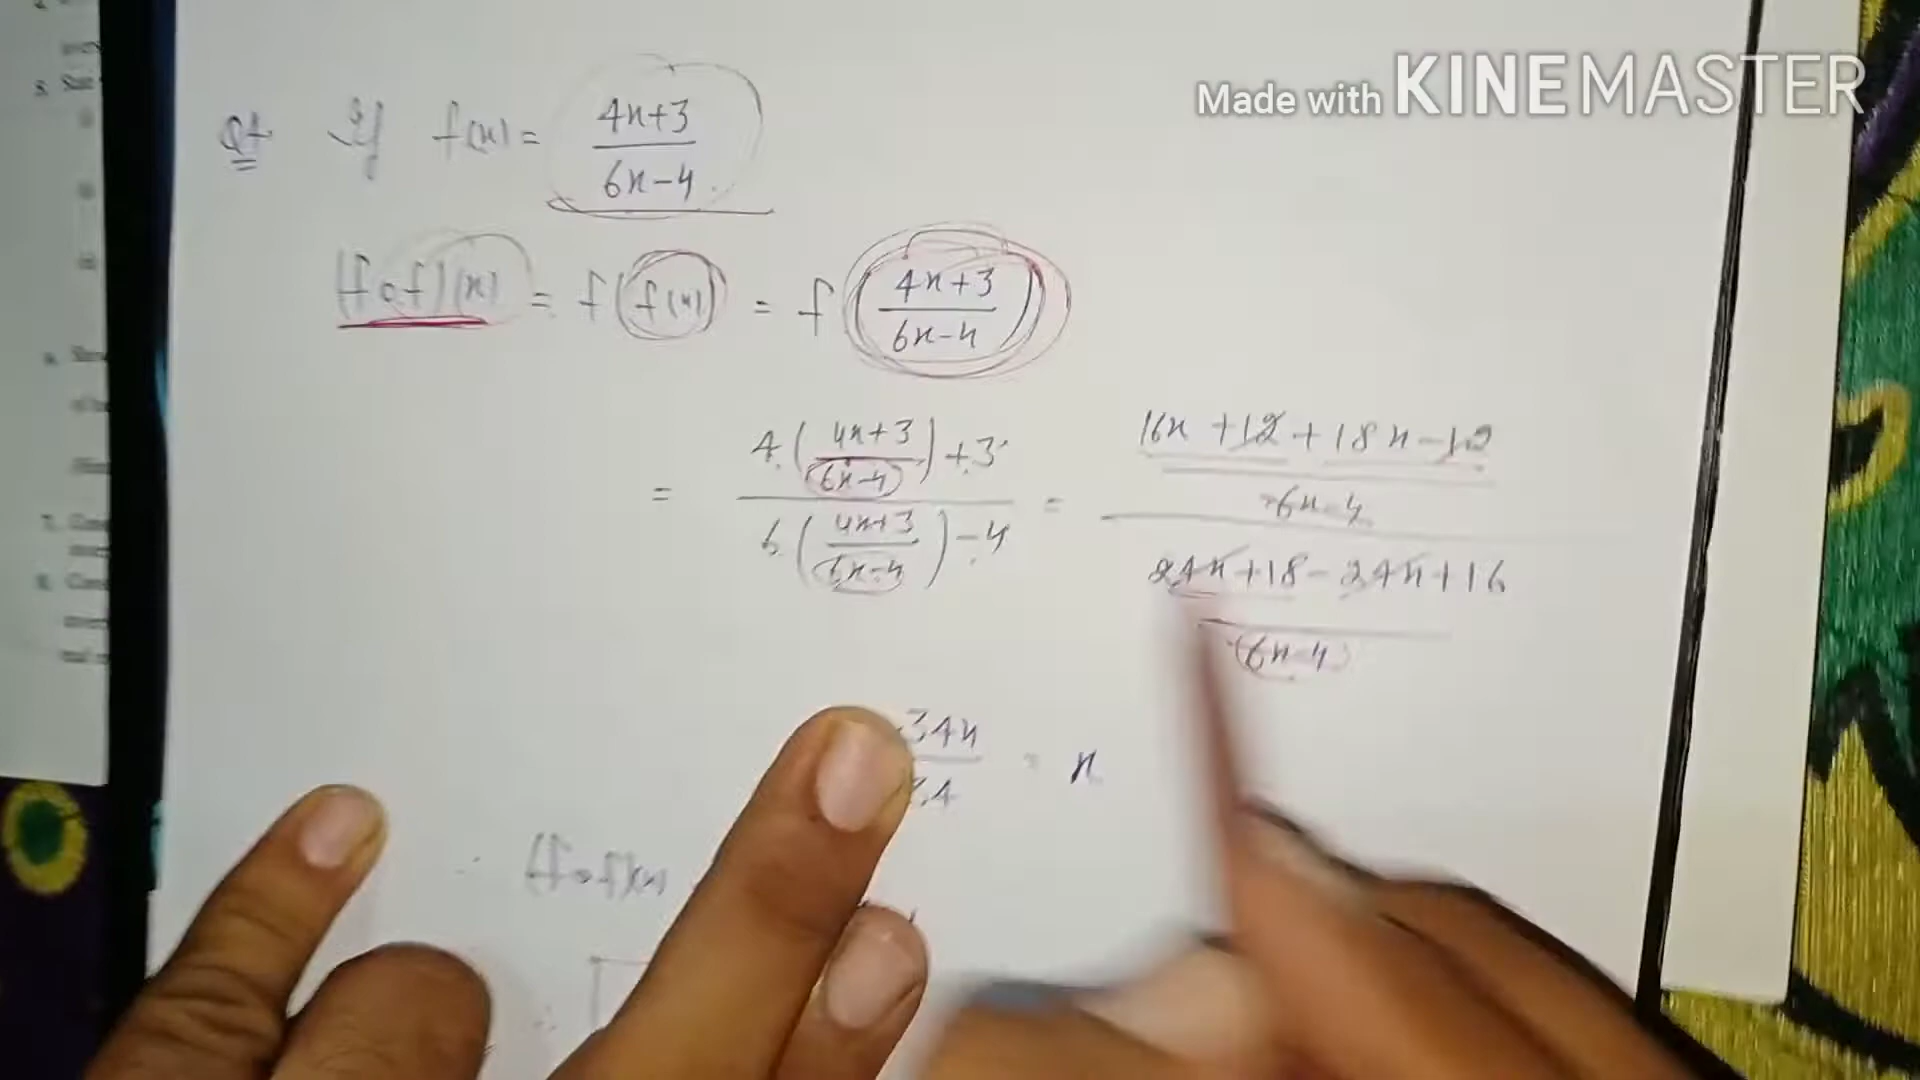 Made with KINEMASTER
Q1 If f(x) = 4x+3
6x-4
(fof)(x) = f(f(x)) = f(4x+3
6x-4)
= 4.(4x+3 / 6x-4)+3 = 16x+12+18x-12
6x-4
6.(4x+3 / 6x-4)-4 24x+18-24x+16
(6x-4)
34x = x
34
(fof)(x)